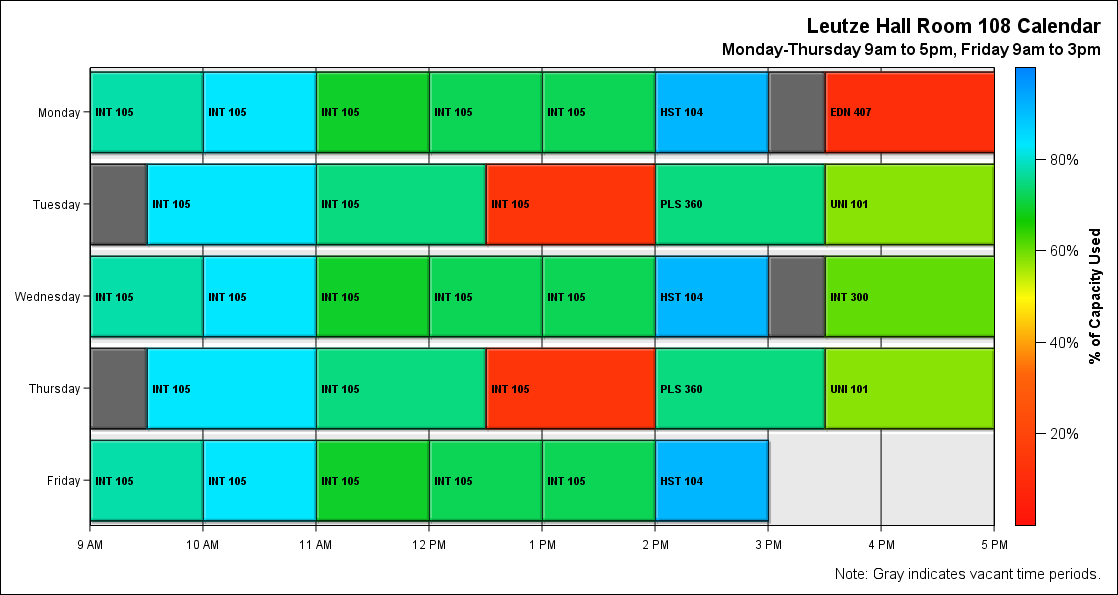 Leutze Hall Room 108 Calendar
Monday-Thursday 9am to 5pm, Friday 9am to 3pm
Monday
INT 105
INT 105
INT 105
INT 105
INT 105
HST 104
EDN 407
Tuesday
INT 105
INT 105
INT 105
PLS 360
UNI 101
Wednesday
INT 105
INT 105
INT 105
INT 105
INT 105
HST 104
INT 300
Thursday
INT 105
INT 105
INT 105
PLS 360
UNI 101
Friday
INT 105
INT 105
INT 105
INT 105
INT 105
HST 104
9 AM
10 AM
11 AM
12 PM
1 PM
2 PM
3 PM
4 PM
5 PM
80%
60%
40%
20%
% of Capacity Used
Note: Gray indicates vacant time periods.